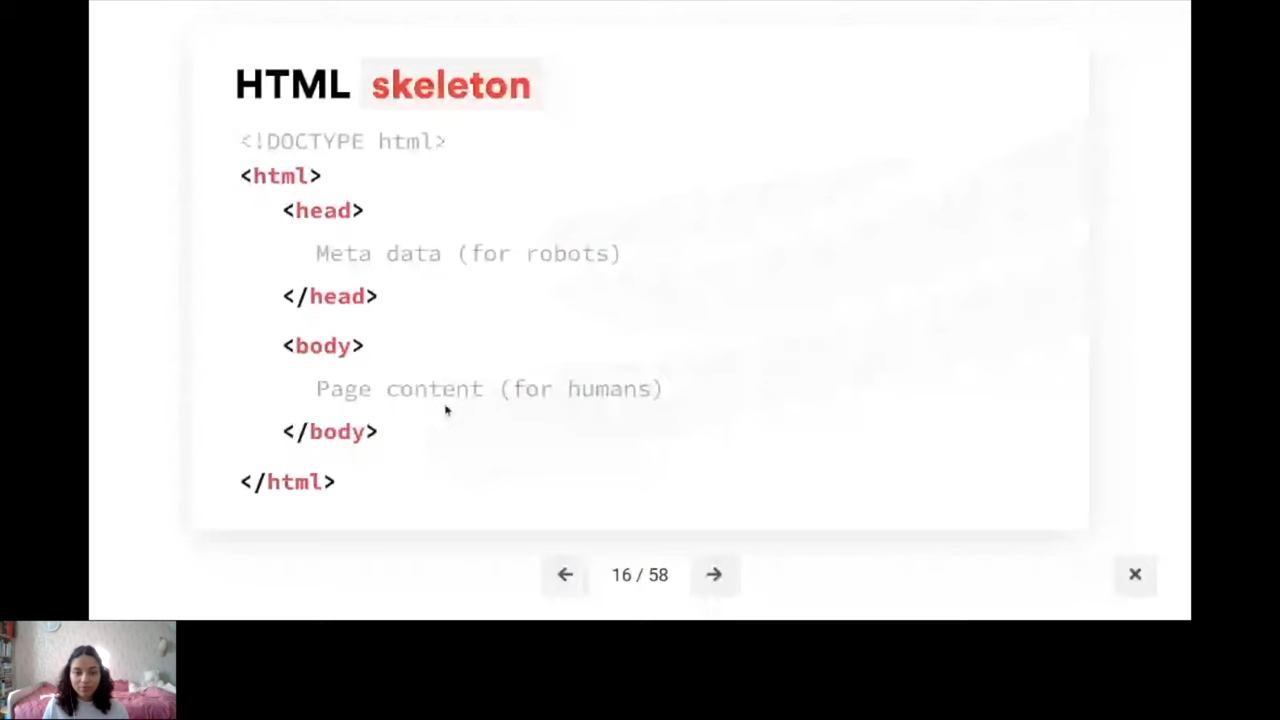 HTML skeleton
<!DOCTYPE html>
<html>
<head>
Meta data (for robots)
</head>
<body>
Page content (for humans)
</body>
</html>
16 / 58